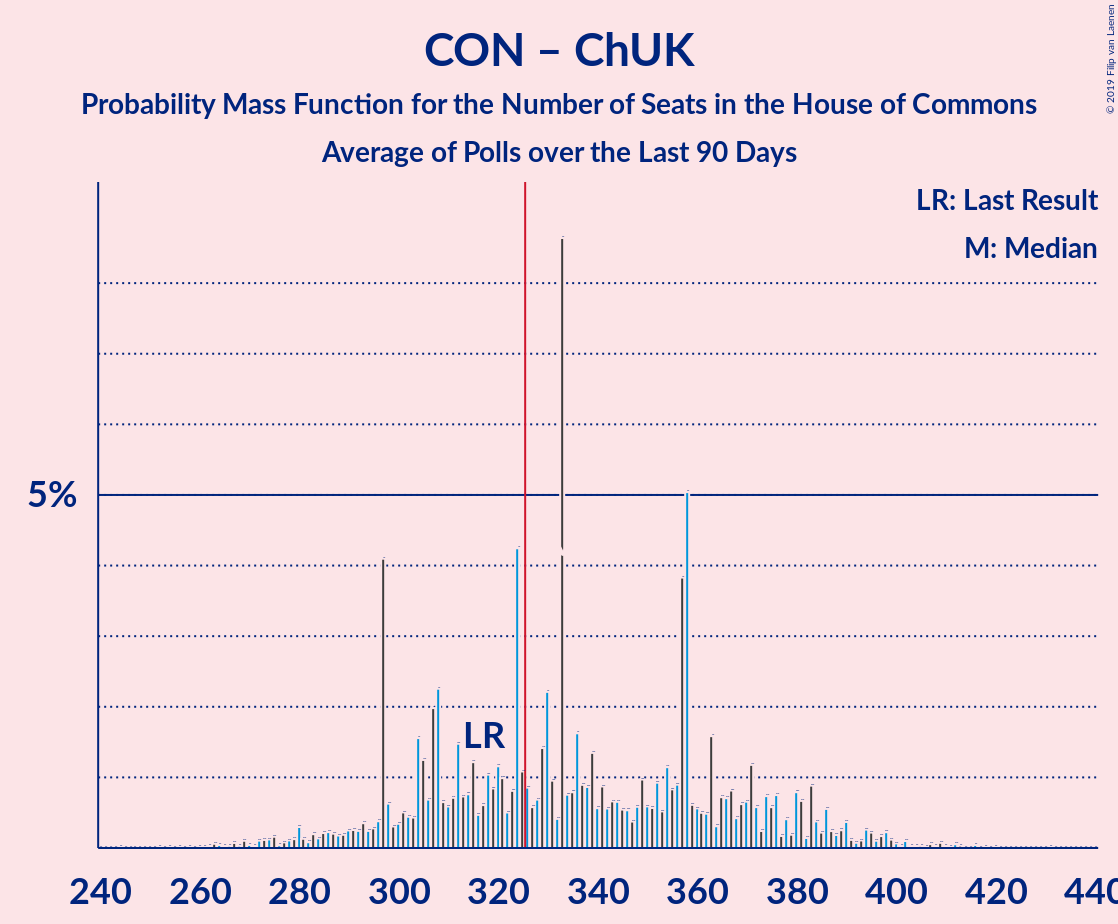 CON – ChUK
Probability Mass Function for the Number of Seats in the House of Commons
Average of Polls over the Last 90 Days
© 2019 Filip van Laenen
LR: Last Result
M: Median
5%
LR
240 260 280 300 320 340 360 380 400 420 440